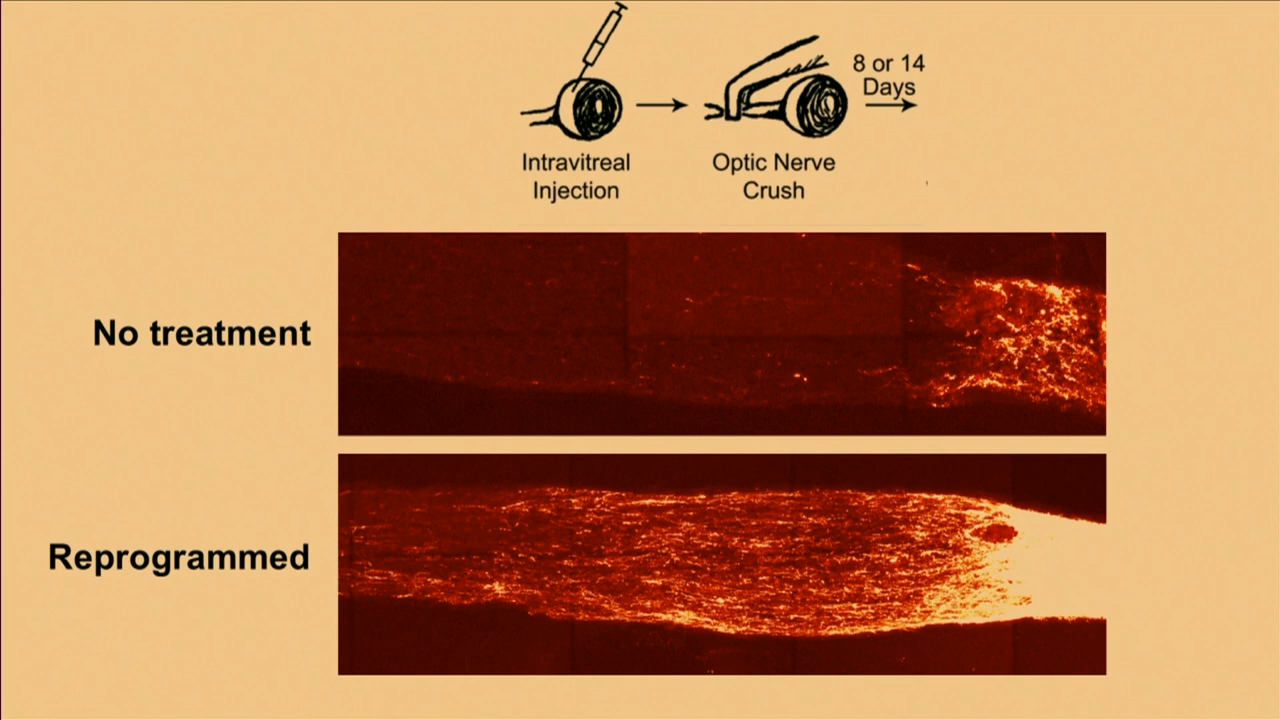 8 or 14
Days
Intravitreal
Injection
Optic Nerve
Crush
No treatment
Reprogrammed